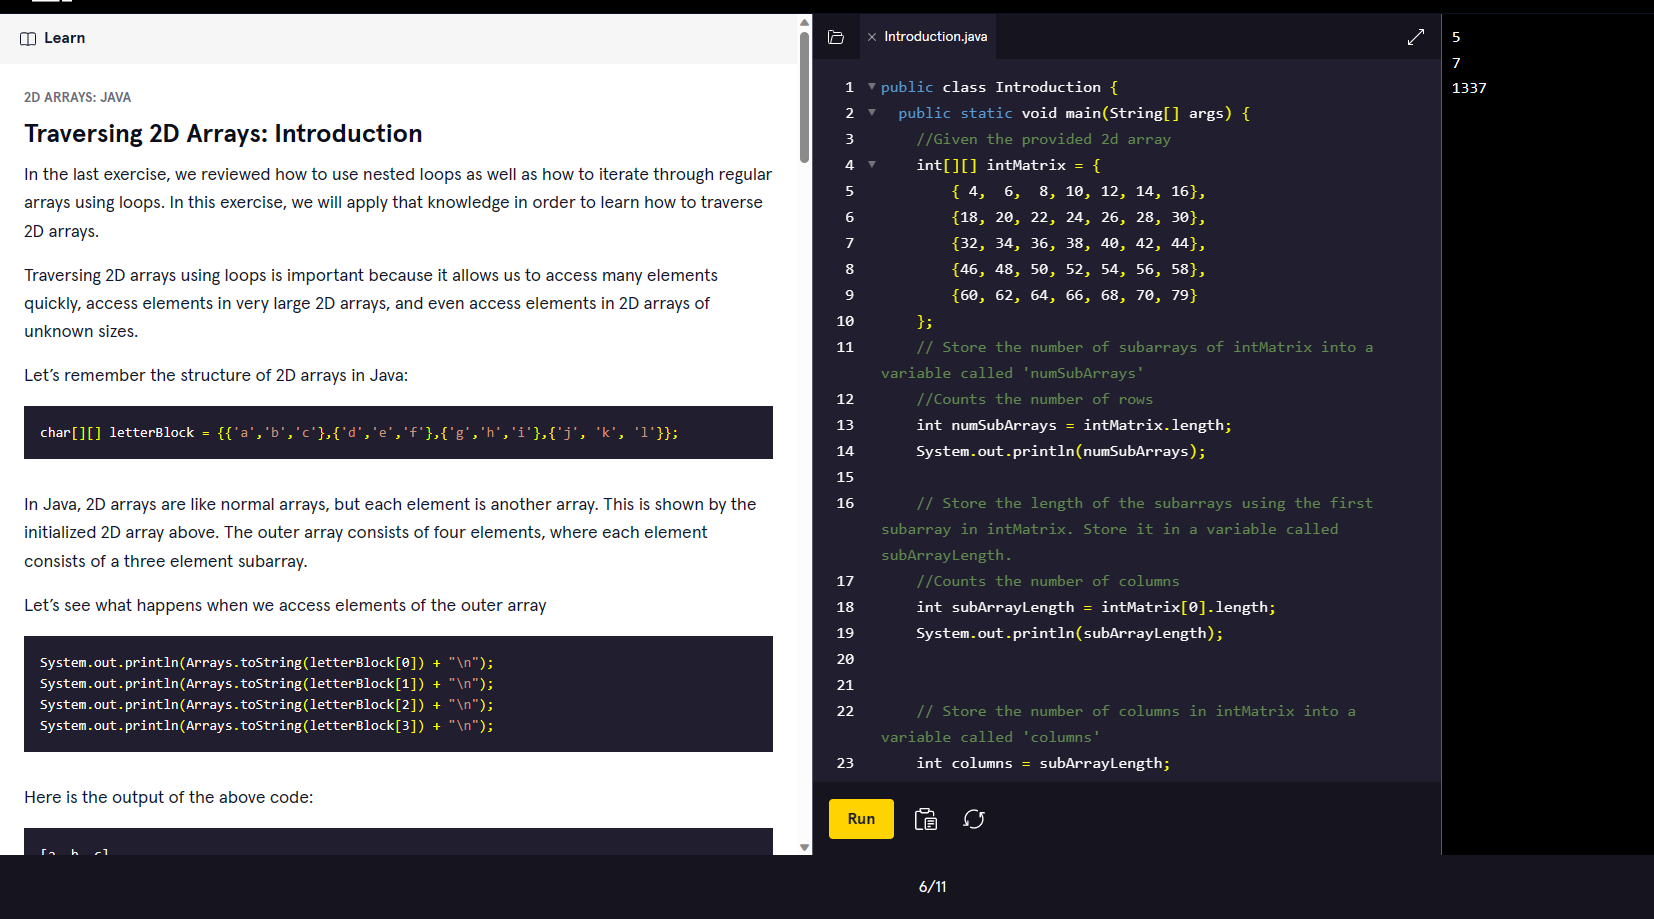 Learn
2D ARRAYS: JAVA
Traversing 2D Arrays: Introduction
In the last exercise, we reviewed how to use nested loops as well as how to iterate through regular
arrays using loops. In this exercise, we will apply that knowledge in order to learn how to traverse
2D arrays.
Traversing 2D arrays using loops is important because it allows us to access many elements
quickly, access elements in very large 2D arrays, and even access elements in 2D arrays of
unknown sizes.
Let’s remember the structure of 2D arrays in Java:
char[][] letterBlock = {{'a','b','c'},{'d','e','f'},{'g','h','i'},{'j', 'k', 'l'}};
In Java, 2D arrays are like normal arrays, but each element is another array. This is shown by the
initialized 2D array above. The outer array consists of four elements, where each element
consists of a three element subarray.
Let’s see what happens when we access elements of the outer array
System.out.println(Arrays.toString(letterBlock[0]) + "\n");
System.out.println(Arrays.toString(letterBlock[1]) + "\n");
System.out.println(Arrays.toString(letterBlock[2]) + "\n");
System.out.println(Arrays.toString(letterBlock[3]) + "\n");
Here is the output of the above code:
[a, b, c]
Introduction.java
1 public class Introduction {
2 public static void main(String[] args) {
3 //Given the provided 2d array
4 int[][] intMatrix = {
5 { 4, 6, 8, 10, 12, 14, 16},
6 {18, 20, 22, 24, 26, 28, 30},
7 {32, 34, 36, 38, 40, 42, 44},
8 {46, 48, 50, 52, 54, 56, 58},
9 {60, 62, 64, 66, 68, 70, 79}
10 };
11 // Store the number of subarrays of intMatrix into a
variable called 'numSubArrays'
12 //Counts the number of rows
13 int numSubArrays = intMatrix.length;
14 System.out.println(numSubArrays);
15
16 // Store the length of the subarrays using the first
subarray in intMatrix. Store it in a variable called
subArrayLength.
17 //Counts the number of columns
18 int subArrayLength = intMatrix[0].length;
19 System.out.println(subArrayLength);
20
21
22 // Store the number of columns in intMatrix into a
variable called 'columns'
23 int columns = subArrayLength;
Run
5
7
1337
6/11